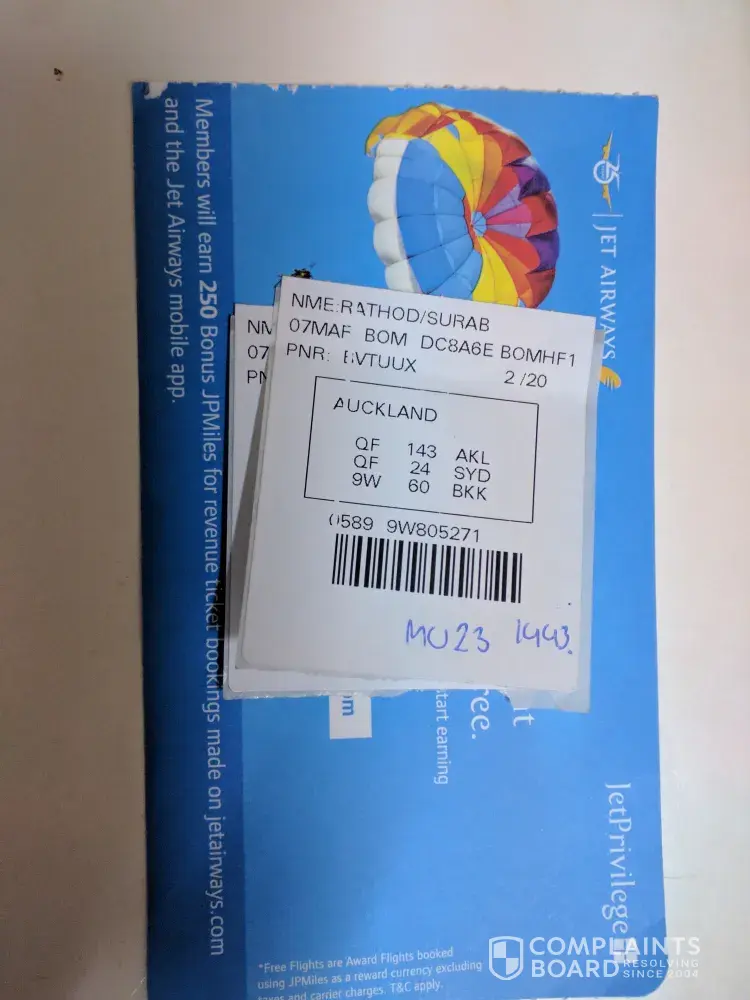 JET AIRWAYS
Members will earn 250 Bonus JPMiles for revenue ticket bookings made on jetairways.com
and the Jet Airways mobile app.
NM
07
PN
NME:RATHOD/SURAB
07MAF BOM DC8A6E BOMHF1
PNR: BVTUUX
2 /20
AUCKLAND
QF 143 AKL
QF 24 SYD
9W 60 BKK
0589 9W805271
MU23 1443.
it
ee.
tart earning
om
JetPrivilege
*Free Flights are Award Flights booked
using JPMiles as a reward currency excluding
taxes and carrier charges. T&C apply.
COMPLAINTS
BOARD RESOLVING
SINCE 2004